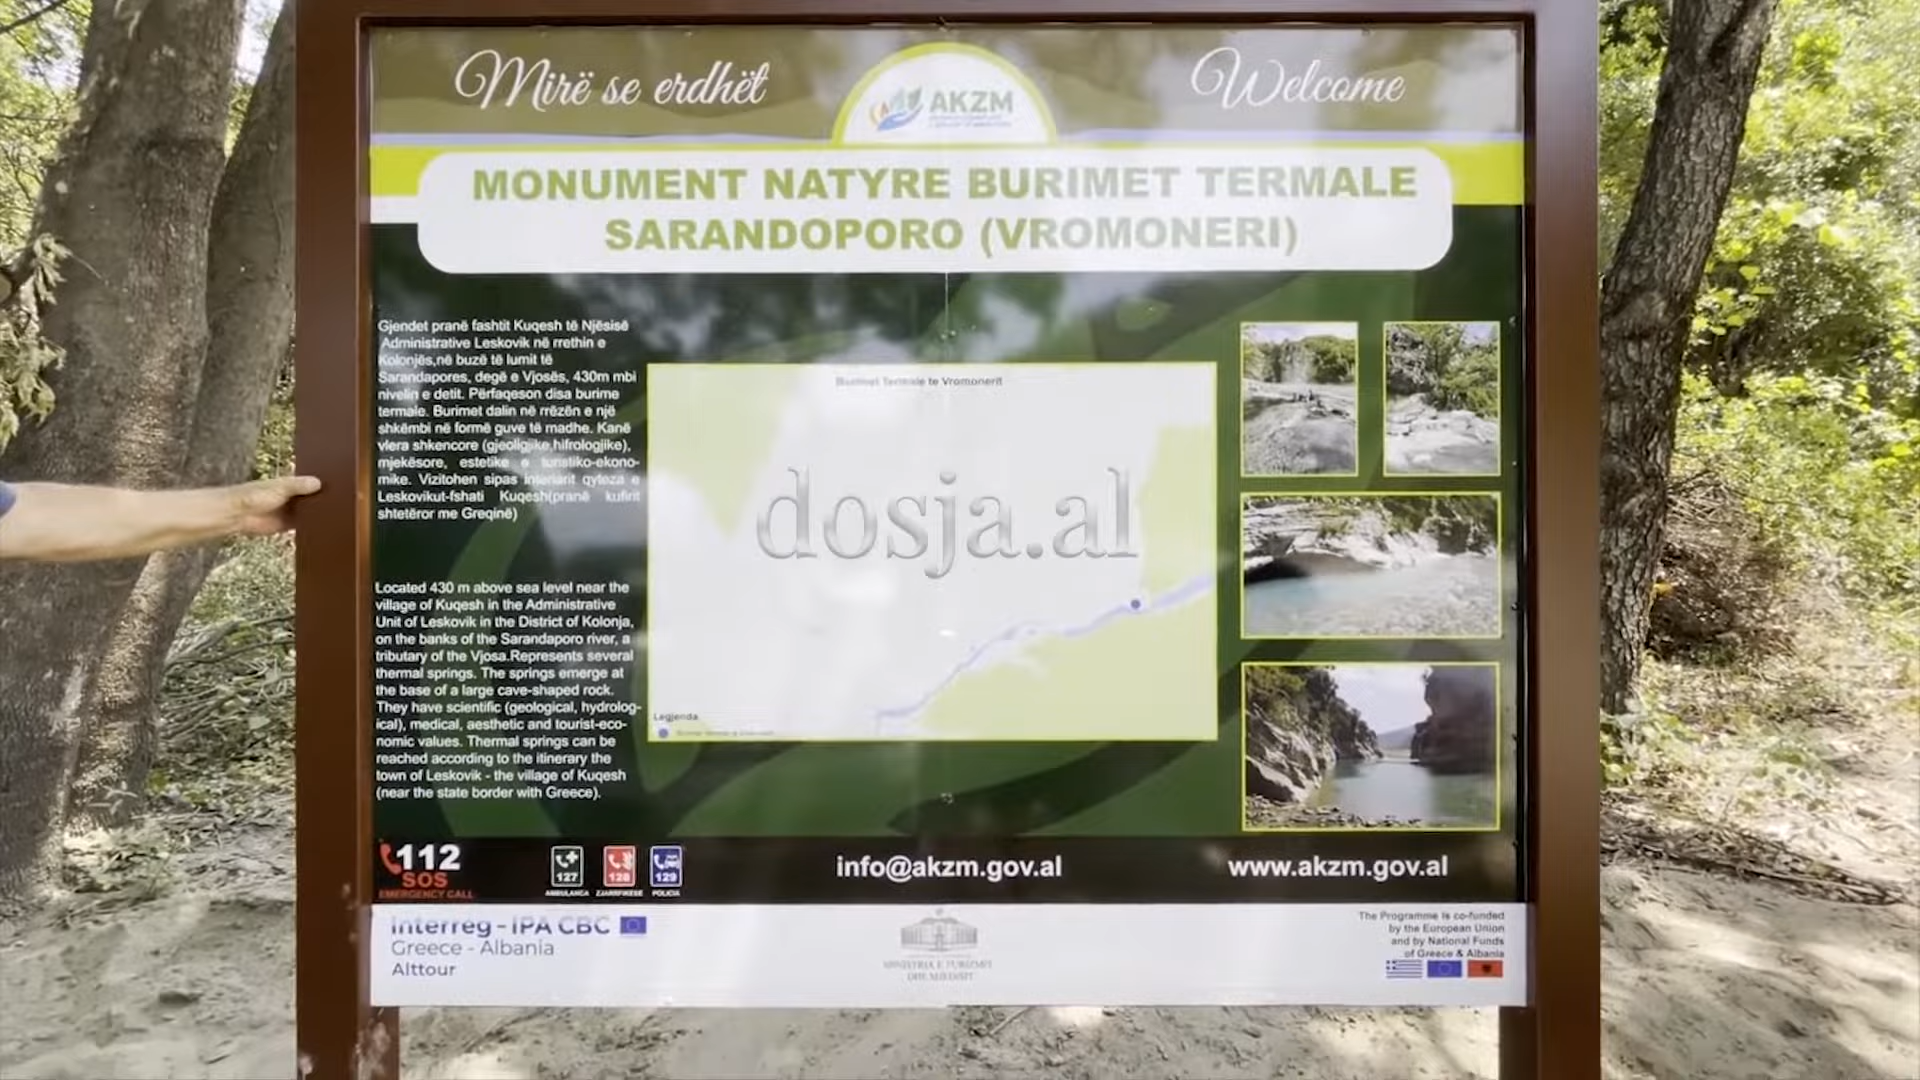 Mirë se erdhët
AKZM
Welcome
MONUMENT NATYRE BURIMET TERMALE
SARANDOPORO (VROMONERI)
Gjendet pranë fashtit Kuqesh të Njësisë
Administrative Leskovik në rrethin e
Kolonjës,në buzë të lumit të
Sarandapores, degë e Vjosës, 430m mbi
nivelin e detit. Përfaqeson disa burime
termale. Burimet dalin në rrëzën e një
shkëmbi në formë guve të madhe. Kanë
vlera shkencore (gjeoligjike,hifrologjike),
mjekësore, estetike e turistiko-ekono-
mike. Vizitohen sipas qyteza e
Leskovikut-fshati Kuqesh(pranë kufirit
shtetëror me Greqinë)
Located 430 m above sea level near the
village of Kuqesh in the Administrative
Unit of Leskovik in the District of Kolonja,
on the banks of the Sarandaporo river, a
tributary of the Vjosa.Represents several
thermal springs. The springs emerge at
the base of a large cave-shaped rock.
They have scientific (geological, hydrolog-
ical), medical, aesthetic and tourist-eco-
nomic values. Thermal springs can be
reached according to the itinerary the
town of Leskovik - the village of Kuqesh
(near the state border with Greece).
Burimet Termale te Vromonerit
dosja.al
Legjenda
112
SOS
EMERGENCY CALL
127
AMBULANCA
128
ZJARRFIKESE
129
POLICIA
info@akzm.gov.al
www.akzm.gov.al
Interreg - IPA CBC
Greece - Albania
Alttour
MINISTRIA E TURIZMIT
DHE MJEDISIT
The Programme is co-funded
by the European Union
and by National Funds
of Greece & Albania